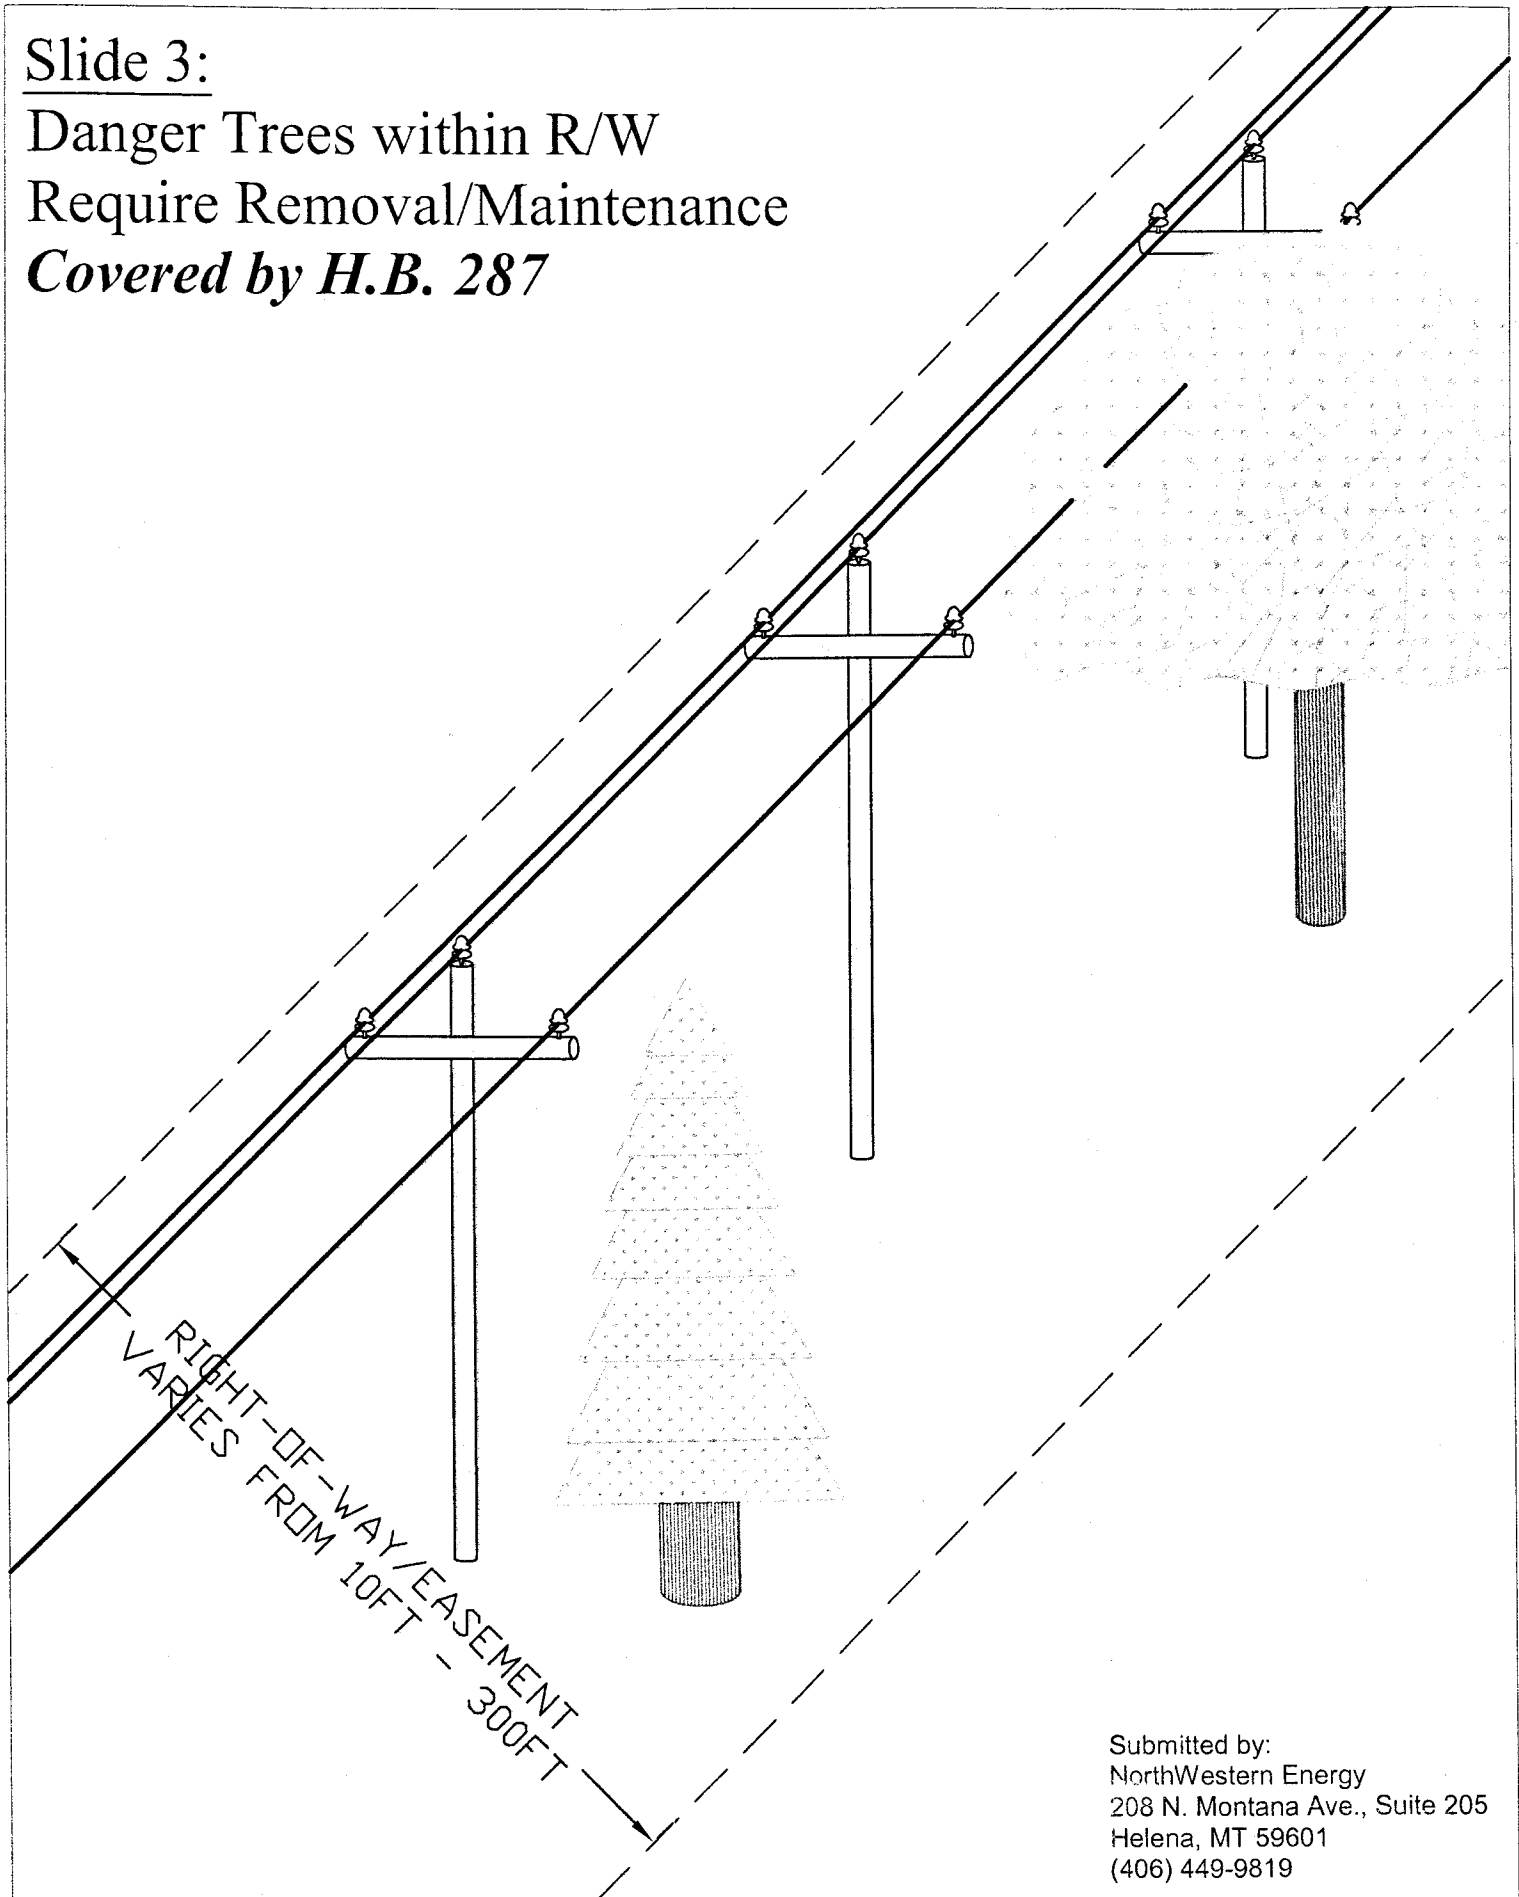 Slide 3:
Danger Trees within R/W
Require Removal/Maintenance
Covered by H.B. 287
RIGHT-OF-WAY/EASEMENT
VARIES FROM 10FT - 300FT
Submitted by:
NorthWestern Energy
208 N. Montana Ave., Suite 205
Helena, MT 59601
(406) 449-9819